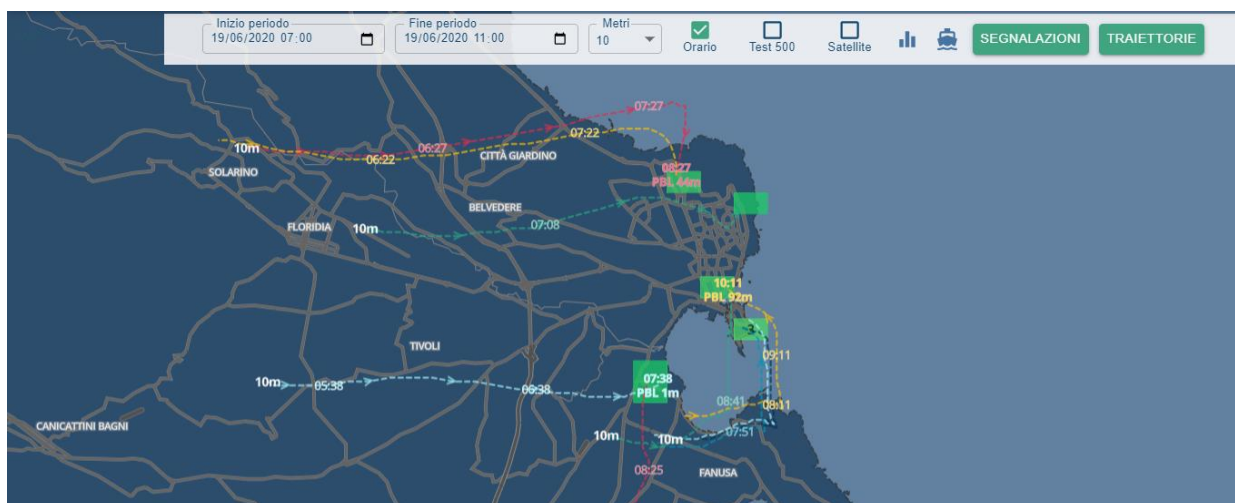 Inizio periodo
19/06/2020 07:00
Fine periodo
19/06/2020 11:00
Metri
10
Orario
Test 500
Satellite
SEGNALAZIONI
TRAIETTORIE
07:27
07:22
10m
06:27
06:22
CITTÀ GIARDINO
SOLARINO
08:27
PBL 44m
BELVEDERE
FLORIDIA
10m
07:08
10:11
PBL 92m
3
TIVOLI
09:11
10m
05:38
06:38
07:38
PBL 1m
08:41
08:11
CANICATTINI BAGNI
10m
10m
07:51
08:25
FANUSA